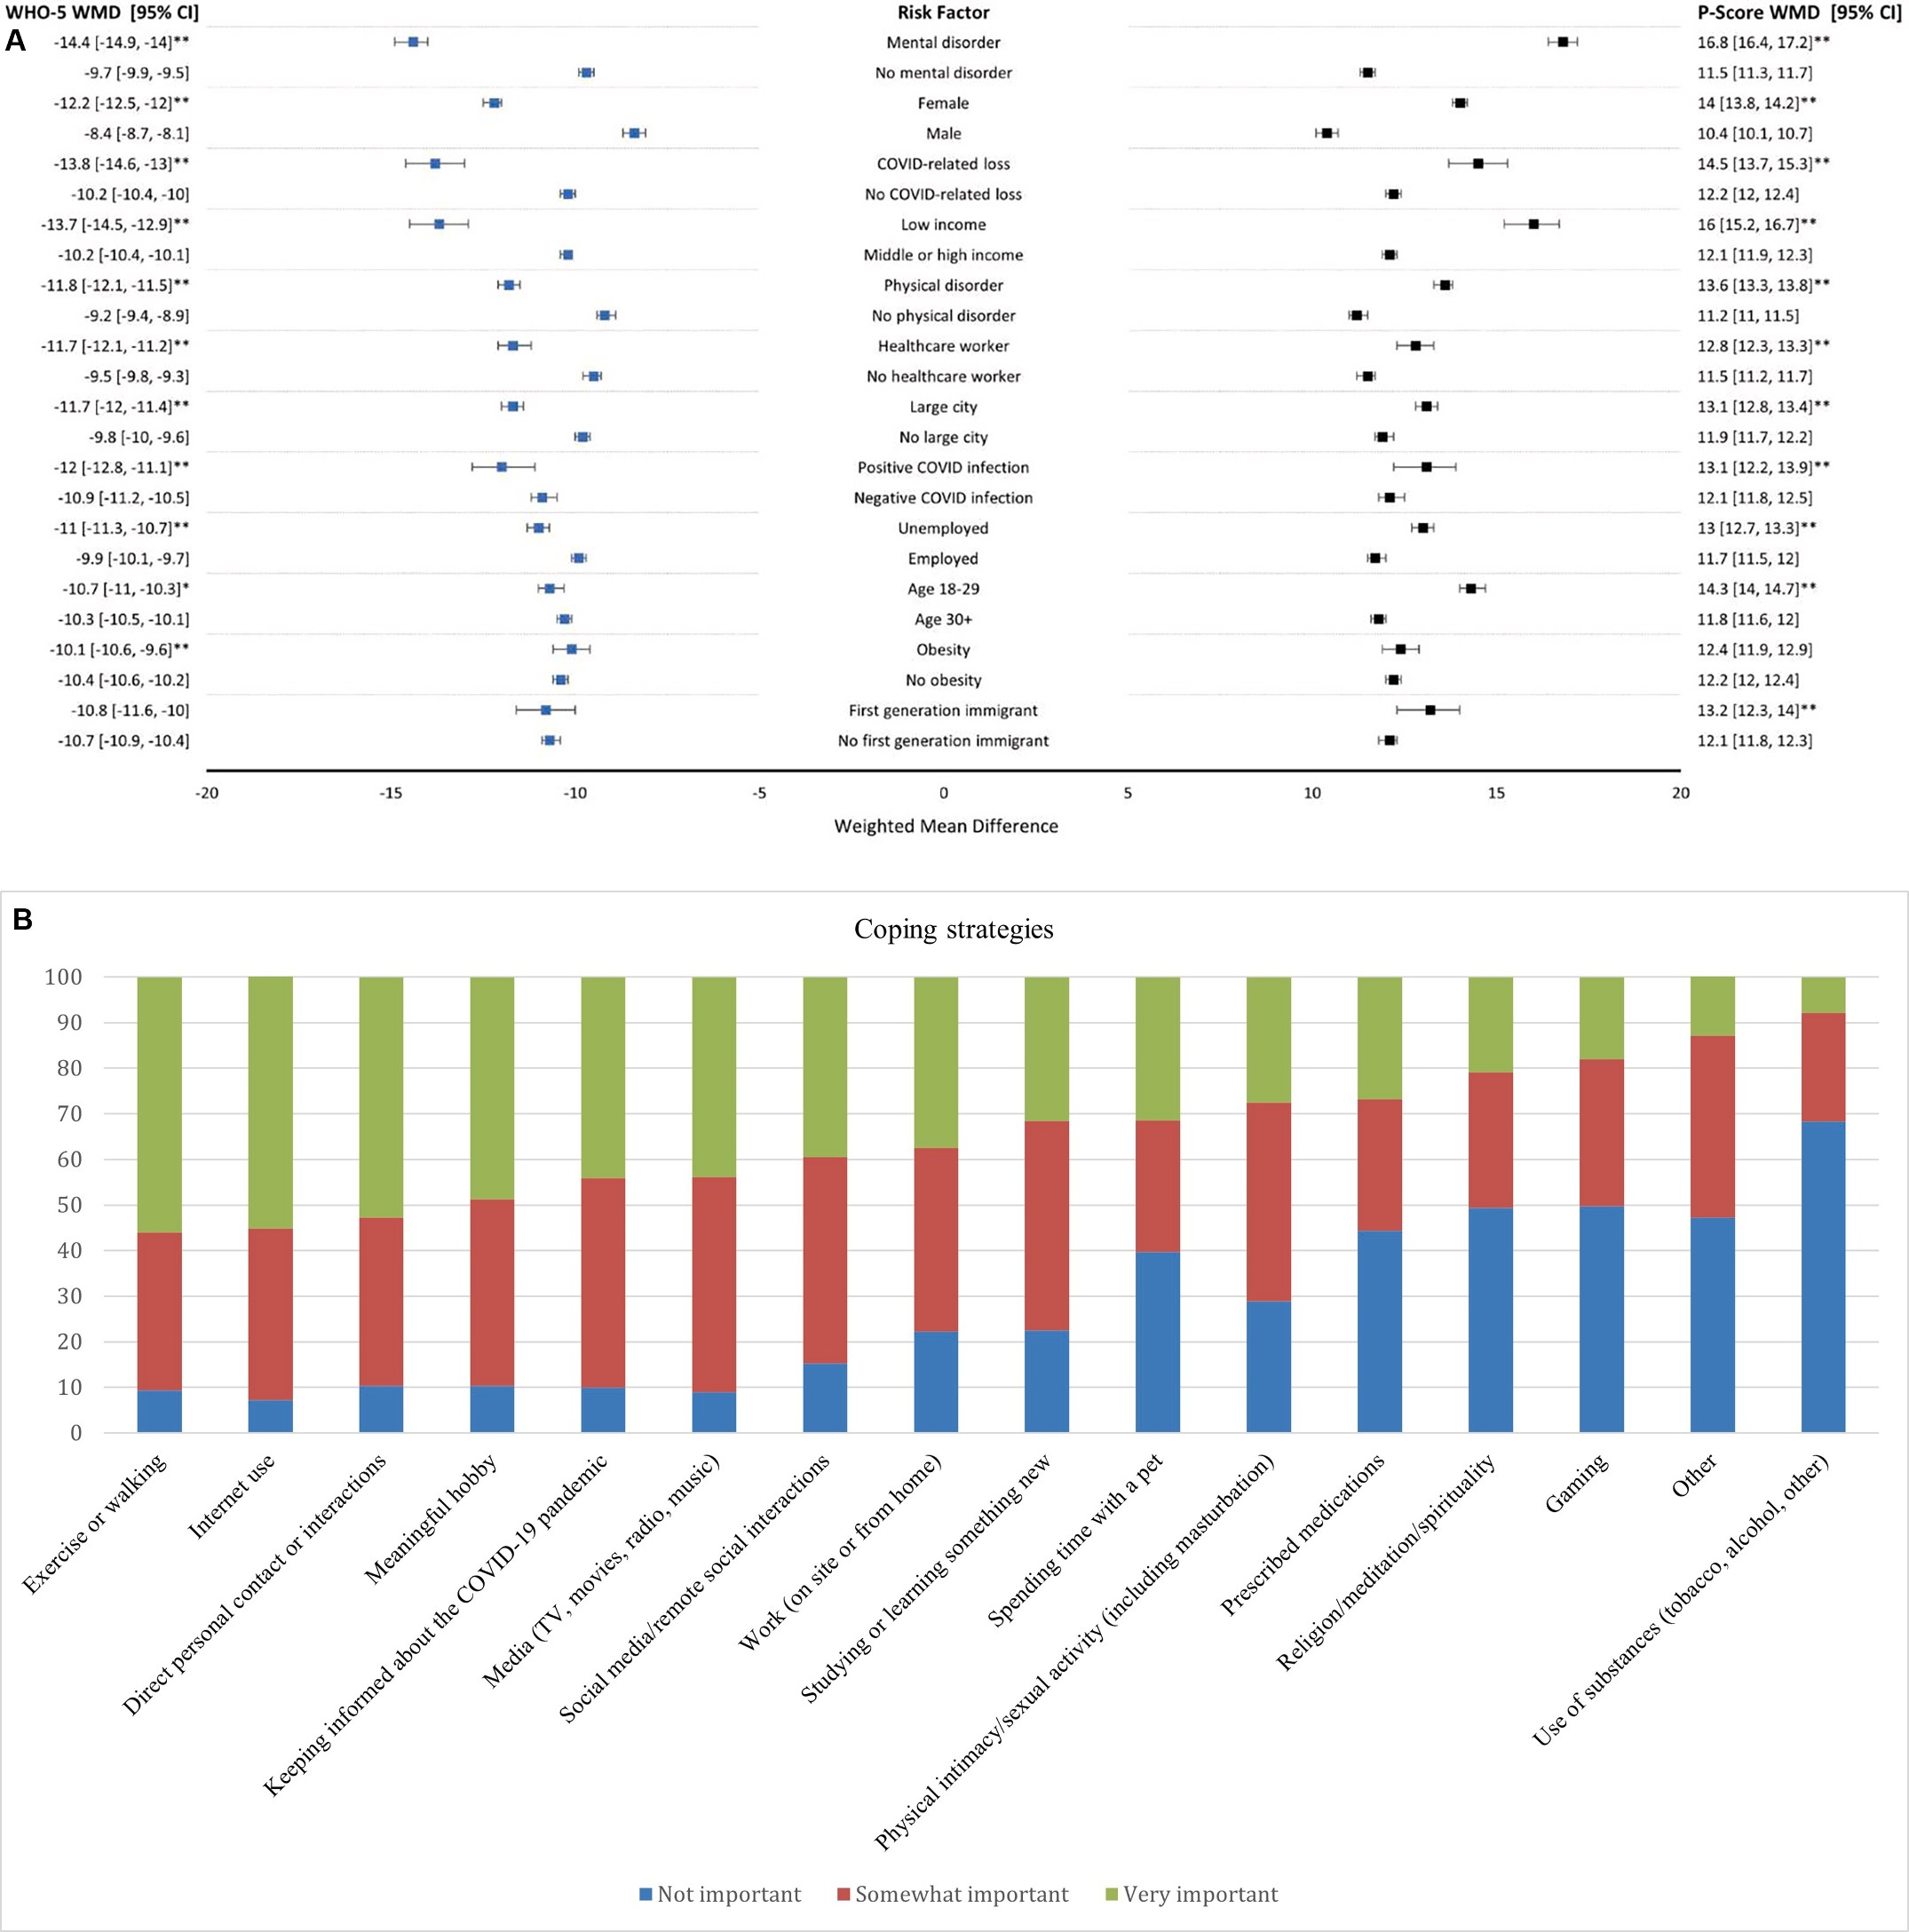 WHO-5 WMD [95% CI] Risk Factor P-Score WMD [95% CI]
A
-14.4 [-14.9, -14]** Mental disorder 16.8 [16.4, 17.2]**
-9.7 [-9.9, -9.5] No mental disorder 11.5 [11.3, 11.7]
-12.2 [-12.5, -12]** Female 14 [13.8, 14.2]**
-8.4 [-8.7, -8.1] Male 10.4 [10.1, 10.7]
-13.8 [-14.6, -13]** COVID-related loss 14.5 [13.7, 15.3]**
-10.2 [-10.4, -10] No COVID-related loss 12.2 [12, 12.4]
-13.7 [-14.5, -12.9]** Low income 16 [15.2, 16.7]**
-10.2 [-10.4, -10.1] Middle or high income 12.1 [11.9, 12.3]
-11.8 [-12.1, -11.5]** Physical disorder 13.6 [13.3, 13.8]**
-9.2 [-9.4, -8.9] No physical disorder 11.2 [11, 11.5]
-11.7 [-12.1, -11.2]** Healthcare worker 12.8 [12.3, 13.3]**
-9.5 [-9.8, -9.3] No healthcare worker 11.5 [11.2, 11.7]
-11.7 [-12, -11.4]** Large city 13.1 [12.8, 13.4]**
-9.8 [-10, -9.6] No large city 11.9 [11.7, 12.2]
-12 [-12.8, -11.1]** Positive COVID infection 13.1 [12.2, 13.9]**
-10.9 [-11.2, -10.5] Negative COVID infection 12.1 [11.8, 12.5]
-11 [-11.3, -10.7]** Unemployed 13 [12.7, 13.3]**
-9.9 [-10.1, -9.7] Employed 11.7 [11.5, 12]
-10.7 [-11, -10.3]* Age 18-29 14.3 [14, 14.7]**
-10.3 [-10.5, -10.1] Age 30+ 11.8 [11.6, 12]
-10.1 [-10.6, -9.6]** Obesity 12.4 [11.9, 12.9]
-10.4 [-10.6, -10.2] No obesity 12.2 [12, 12.4]
-10.8 [-11.6, -10] First generation immigrant 13.2 [12.3, 14]**
-10.7 [-10.9, -10.4] No first generation immigrant 12.1 [11.8, 12.3]
-20 -15 -10 -5 0 5 10 15 20
Weighted Mean Difference
B
Coping strategies
100
90
80
70
60
50
40
30
20
10
0
Exercise or walking
Internet use
Direct personal contact or interactions
Meaningful hobby
Keeping informed about the COVID-19 pandemic
Media (TV, movies, radio, music)
Social media/remote social interactions
Work (on site or from home)
Studying or learning something new
Spending time with a pet
Physical intimacy/sexual activity (including masturbation)
Prescribed medications
Religion/meditation/spirituality
Gaming
Other
Use of substances (tobacco, alcohol, other)
Not important Somewhat important Very important